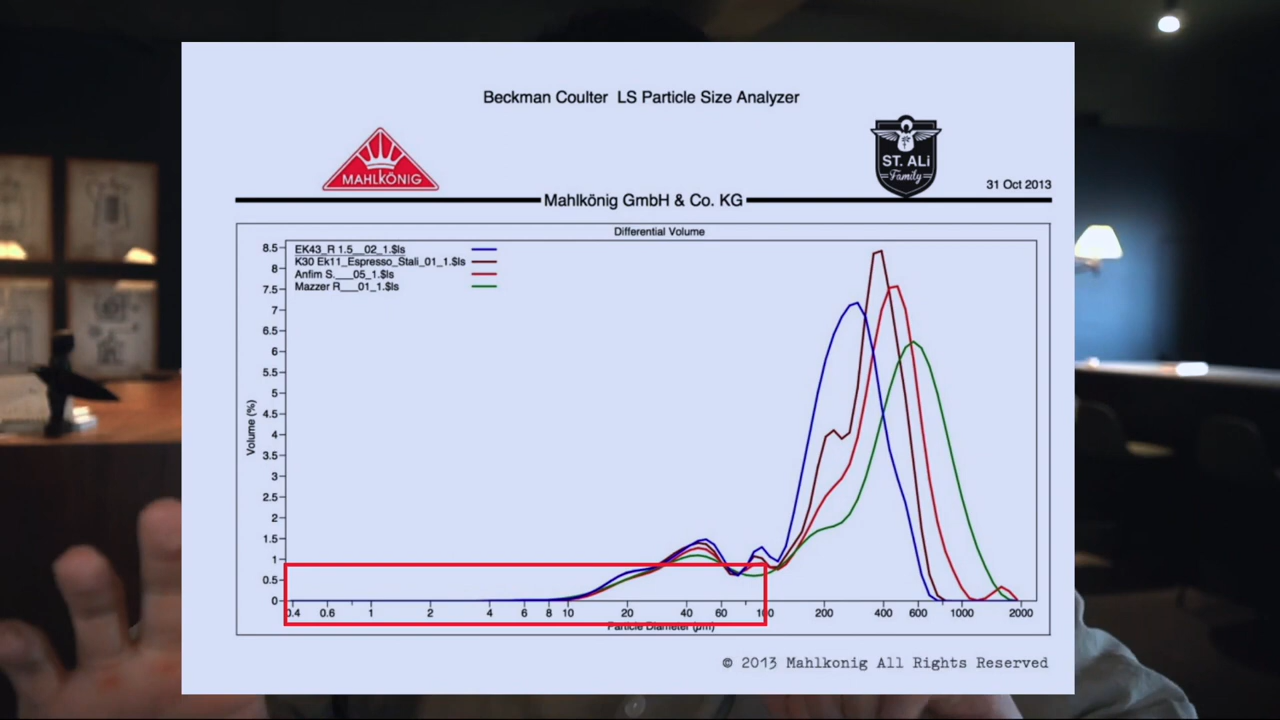 Beckman Coulter LS Particle Size Analyzer
MAHLKÖNIG
ST. ALi
Family
31 Oct 2013
Mahlkönig GmbH & Co. KG
Differential Volume
EK43_R 1.5__02_1.$ls
K30 Ek11_Espresso_Stali_01_1.$ls
Anfim S.___05_1.$ls
Mazzer R___01_1.$ls
8.5
8
7.5
7
6.5
6
5.5
5
4.5
4
3.5
3
2.5
2
1.5
1
0.5
0
Volume (%)
0.4 0.6 1 2 4 6 8 10 20 40 60 100 200 400 600 1000 2000
Particle Diameter (µm)
© 2013 Mahlkonig All Rights Reserved